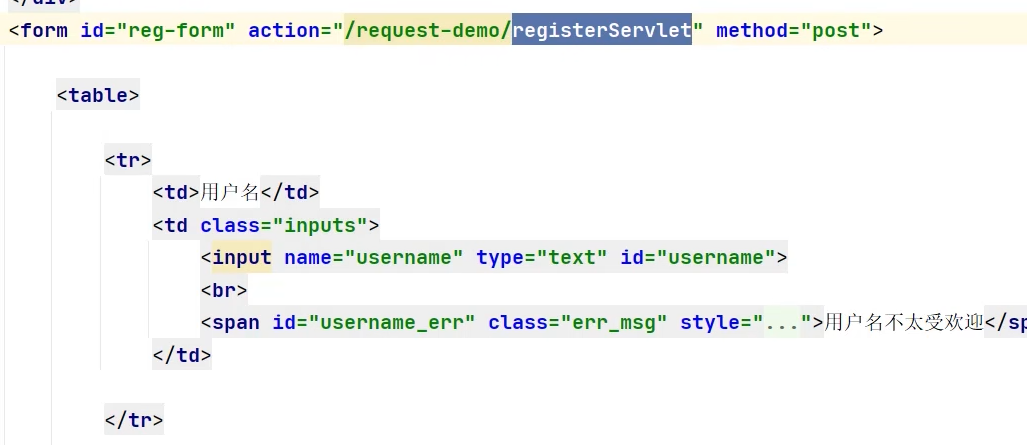 </div>
<form id="reg-form" action="/request-demo/registerServlet" method="post">
<table>
<tr>
<td>用户名</td>
<td class="inputs">
<input name="username" type="text" id="username">
<br>
<span id="username_err" class="err_msg" style="...">用户名不太受欢迎</sp
</td>
</tr>